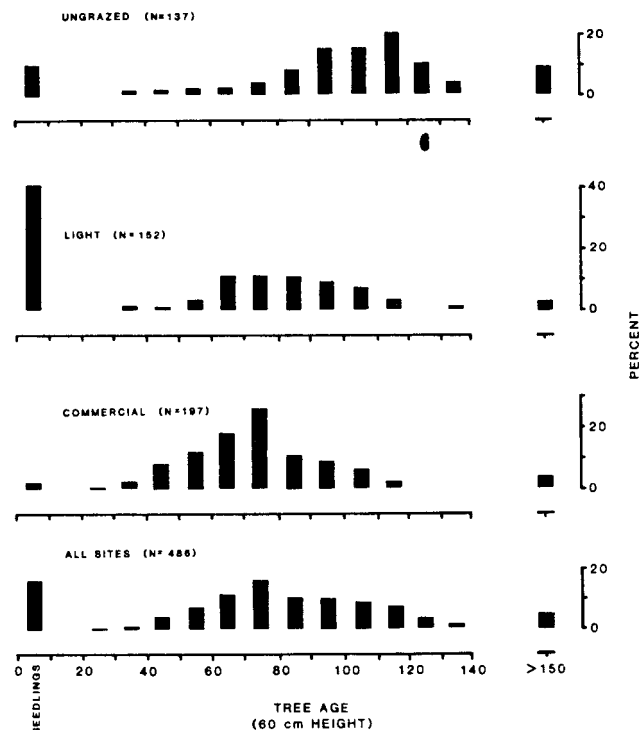 UNGRAZED (N=137)
20
0
LIGHT (N=152)
40
20
0
PERCENT
COMMERCIAL (N=197)
20
0
ALL SITES (N=486)
20
0
0 20 40 60 80 100 120 140 >150
TREE AGE
(60 cm HEIGHT)